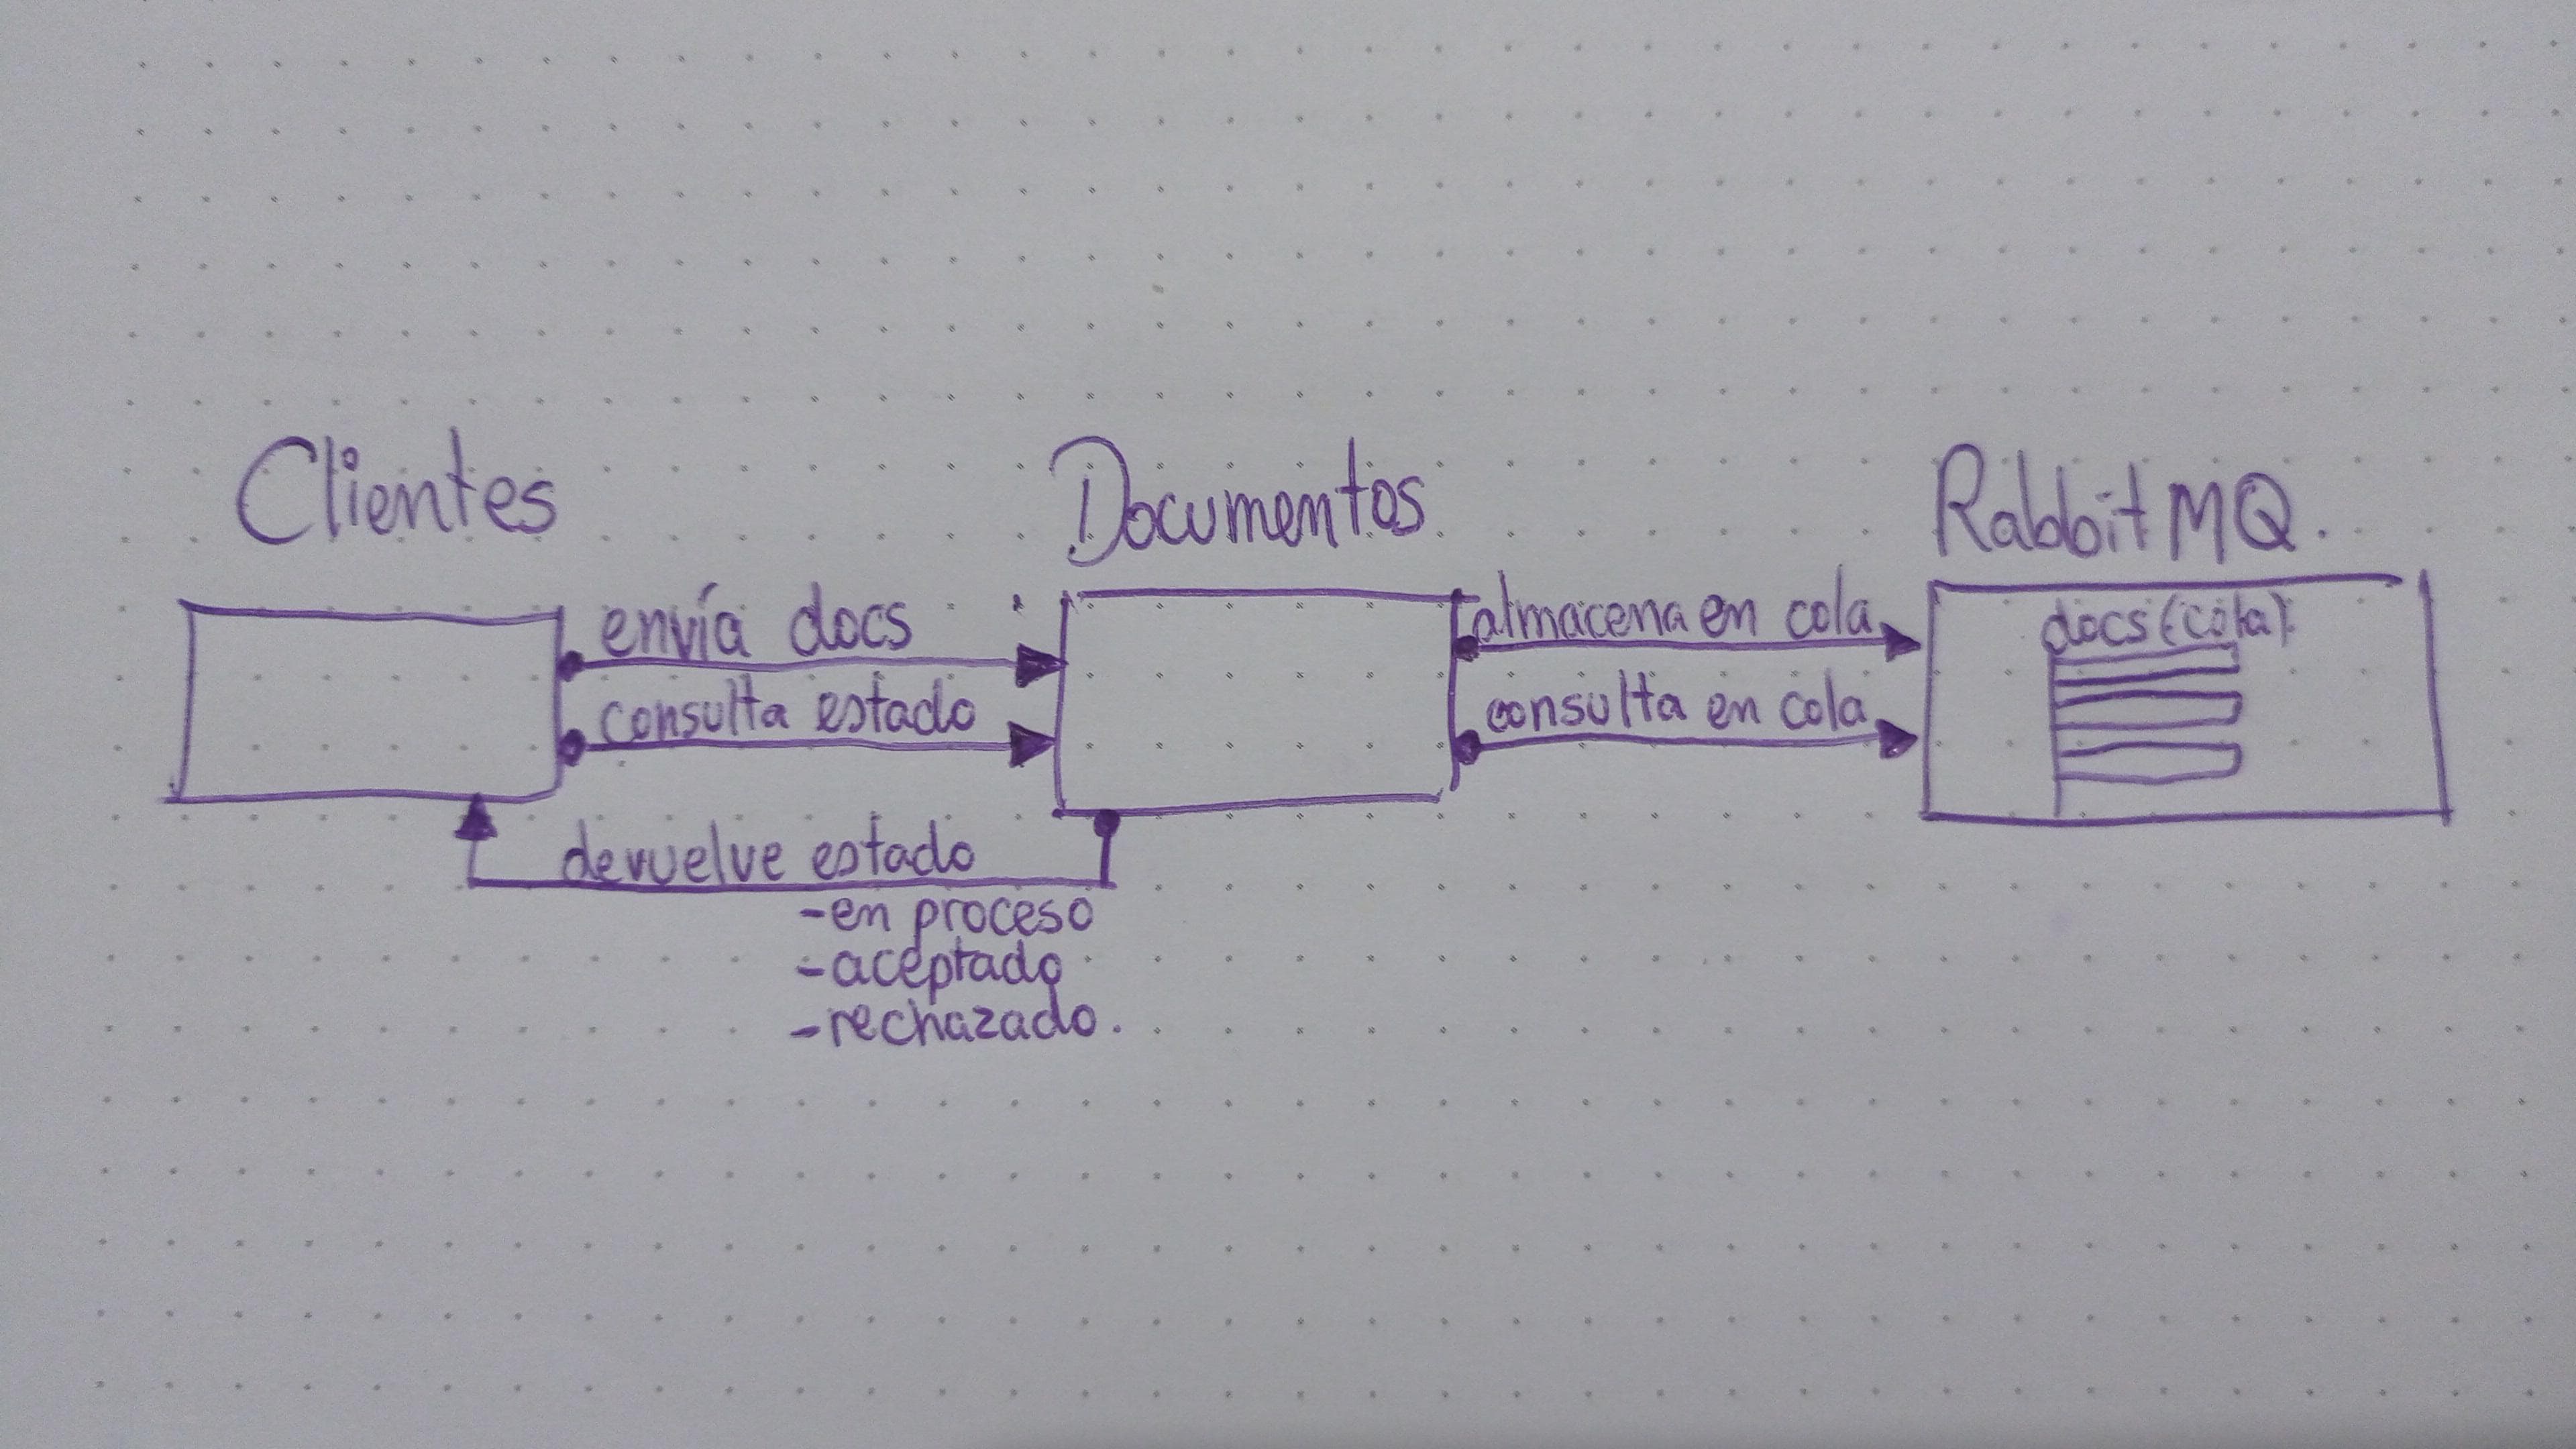 Clientes
Documentos
RabbitMQ.
envía docs
consulta estado
devuelve estado
-en proceso
-aceptado
-rechazado.
almacena en cola
consulta en cola
docs (cola)